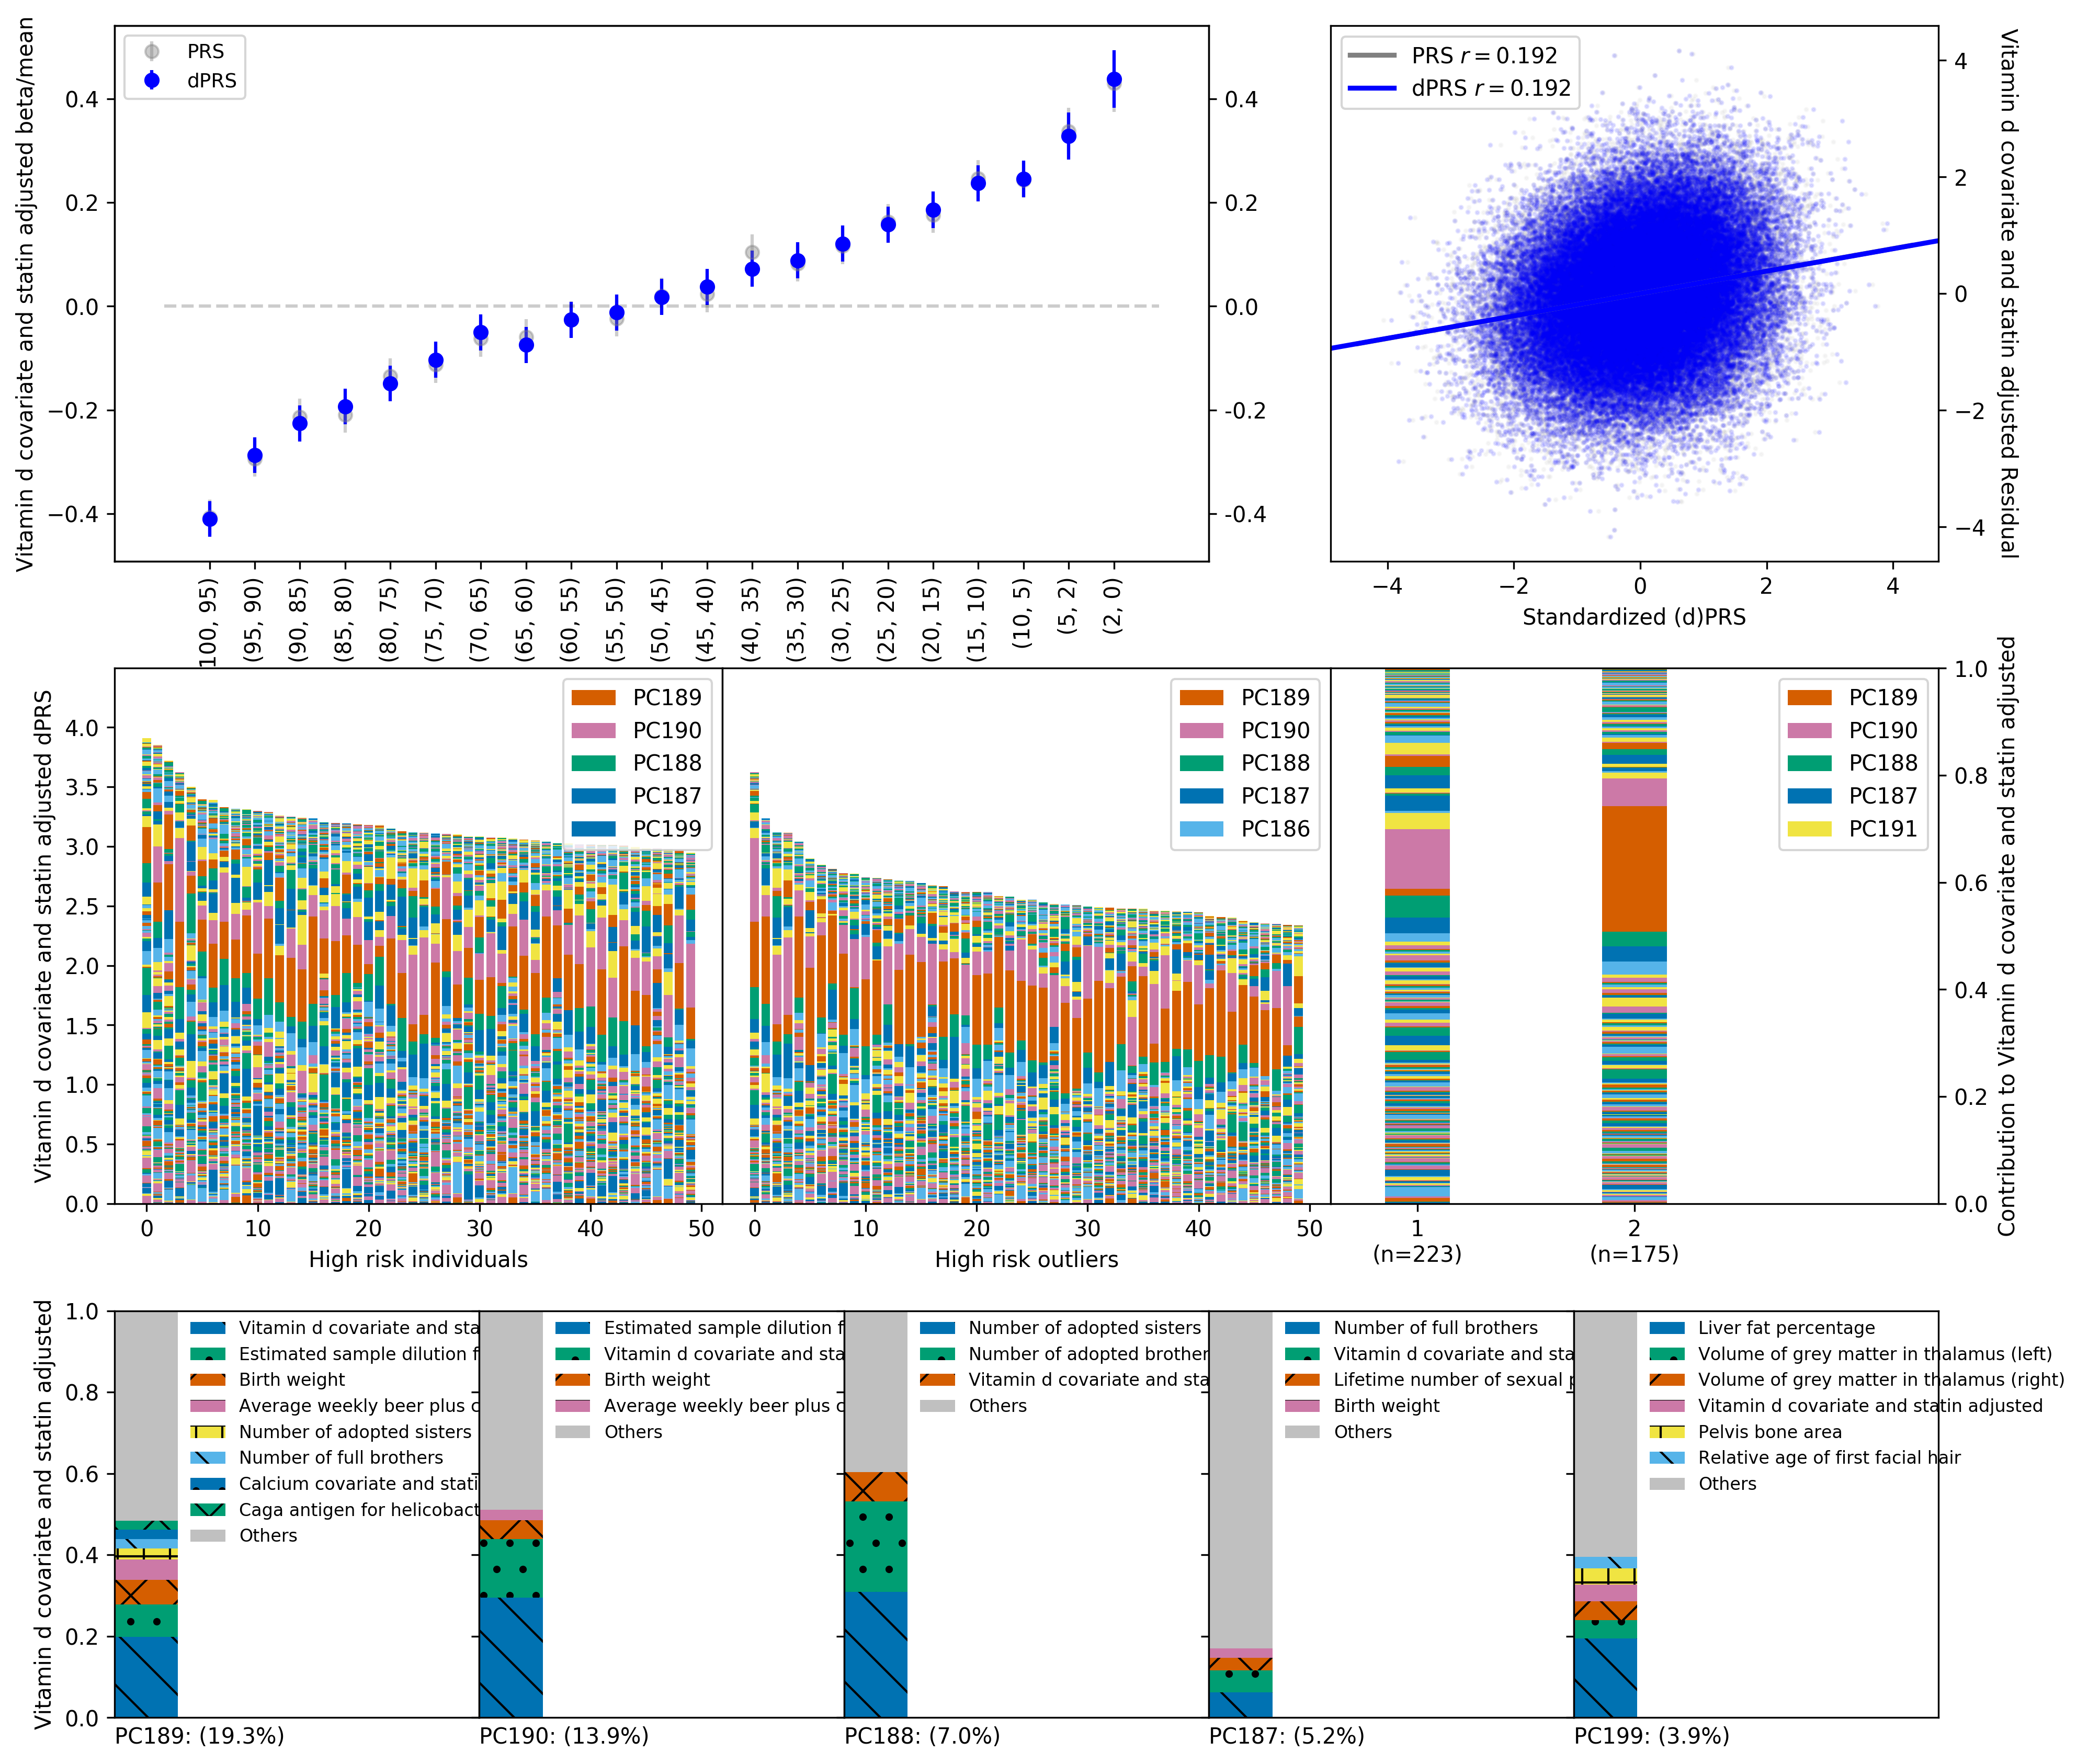 Vitamin d covariate and statin adjusted beta/mean
PRS
dPRS
0.4
0.2
0.0
−0.2
−0.4
0.4
0.2
0.0
-0.2
-0.4
100, 95)
(95, 90)
(90, 85)
(85, 80)
(80, 75)
(75, 70)
(70, 65)
(65, 60)
(60, 55)
(55, 50)
(50, 45)
(45, 40)
(40, 35)
(35, 30)
(30, 25)
(25, 20)
(20, 15)
(15, 10)
(10, 5)
(5, 2)
(2, 0)
PRS r = 0.192
dPRS r = 0.192
4
2
0
−2
−4
−4
−2
0
2
4
Standardized (d)PRS
Vitamin d covariate and statin adjusted Residual
Vitamin d covariate and statin adjusted dPRS
4.0
3.5
3.0
2.5
2.0
1.5
1.0
0.5
0.0
PC189
PC190
PC188
PC187
PC199
0
10
20
30
40
50
High risk individuals
PC189
PC190
PC188
PC187
PC186
0
10
20
30
40
50
High risk outliers
PC189
PC190
PC188
PC187
PC191
1
(n=223)
2
(n=175)
1.0
0.8
0.6
0.4
0.2
0.0
Contribution to Vitamin d covariate and statin adjusted
Vitamin d covariate and statin adjusted
1.0
0.8
0.6
0.4
0.2
0.0
Vitamin d covariate and sta
Estimated sample dilution f
Birth weight
Average weekly beer plus c
Number of adopted sisters
Number of full brothers
Calcium covariate and stati
Caga antigen for helicobact
Others
PC189: (19.3%)
Estimated sample dilution f
Vitamin d covariate and sta
Birth weight
Average weekly beer plus c
Others
PC190: (13.9%)
Number of adopted sisters
Number of adopted brother
Vitamin d covariate and sta
Others
PC188: (7.0%)
Number of full brothers
Vitamin d covariate and sta
Lifetime number of sexual p
Birth weight
Others
PC187: (5.2%)
Liver fat percentage
Volume of grey matter in thalamus (left)
Volume of grey matter in thalamus (right)
Vitamin d covariate and statin adjusted
Pelvis bone area
Relative age of first facial hair
Others
PC199: (3.9%)